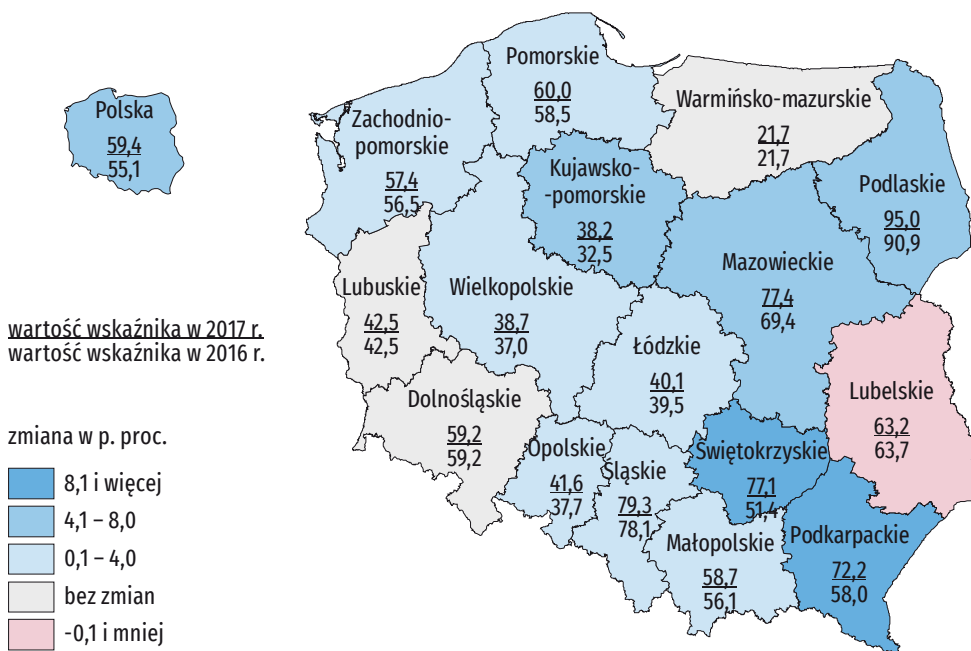 Polska
59,4
55,1
Pomorskie
60,0
58,5
Warmińsko-mazurskie
21,7
21,7
Zachodnio-
pomorskie
57,4
56,5
Kujawsko-
-pomorskie
38,2
32,5
Podlaskie
95,0
90,9
Mazowieckie
77,4
69,4
Lubuskie
42,5
42,5
Wielkopolskie
38,7
37,0
Łódzkie
40,1
39,5
Lubelskie
63,2
63,7
Dolnośląskie
59,2
59,2
Opolskie
41,6
37,7
Śląskie
79,3
78,1
Świętokrzyskie
77,1
51,4
Małopolskie
58,7
56,1
Podkarpackie
72,2
58,0
wartość wskaźnika w 2017 r.
wartość wskaźnika w 2016 r.
zmiana w p. proc.
8,1 i więcej
4,1 – 8,0
0,1 – 4,0
bez zmian
-0,1 i mniej